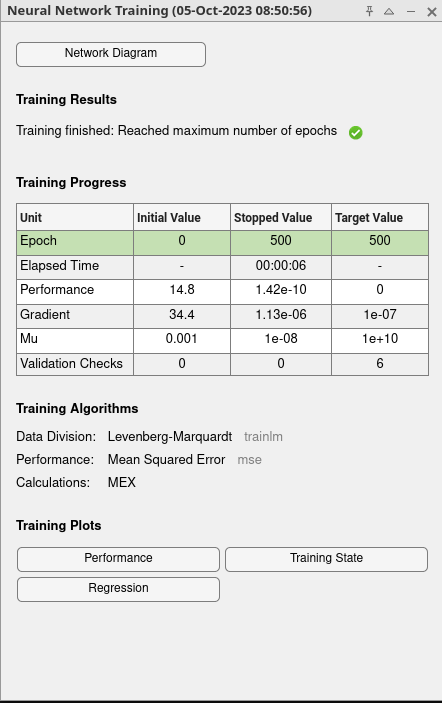 Neural Network Training (05-Oct-2023 08:50:56)
Network Diagram
Training Results
Training finished: Reached maximum number of epochs
Training Progress
Unit Initial Value Stopped Value Target Value
Epoch 0 500 500
Elapsed Time - 00:00:06 -
Performance 14.8 1.42e-10 0
Gradient 34.4 1.13e-06 1e-07
Mu 0.001 1e-08 1e+10
Validation Checks 0 0 6
Training Algorithms
Data Division: Levenberg-Marquardt trainlm
Performance: Mean Squared Error mse
Calculations: MEX
Training Plots
Performance Training State
Regression